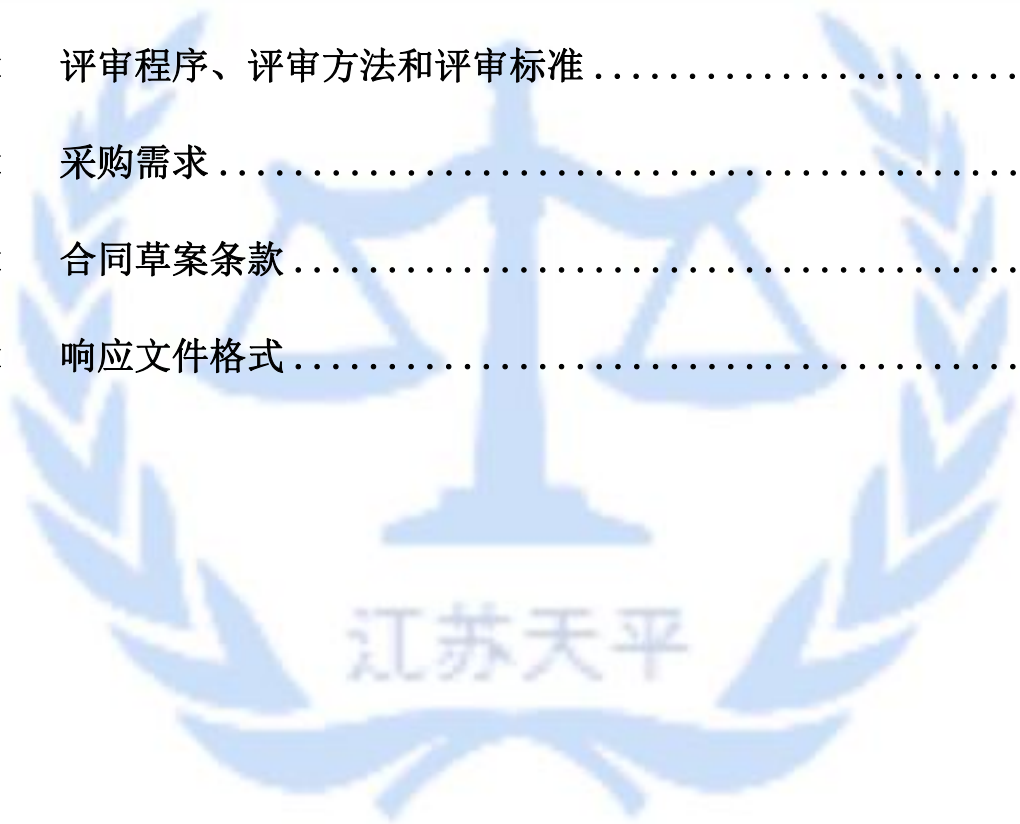 评审程序、评审方法和评审标准......................
采购需求..................................
合同草案条款...............................
响应文件格式...............................
江苏天平